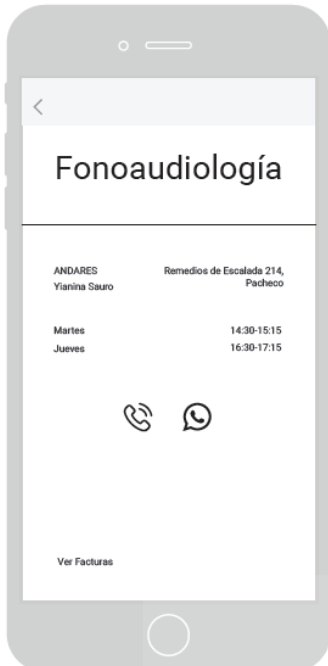 Fonoaudiología
ANDARES
Yianina Sauro
Remedios de Escalada 214,
Pacheco
Martes 14:30-15:15
Jueves 16:30-17:15
Ver Facturas